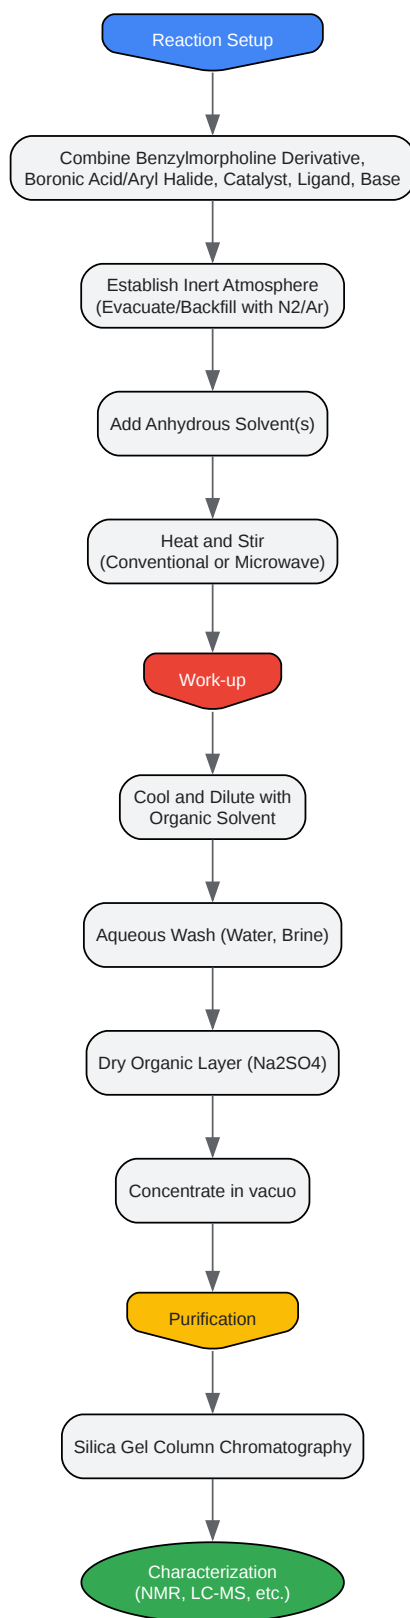 Reaction Setup
Combine Benzylmorpholine Derivative,
Boronic Acid/Aryl Halide, Catalyst, Ligand, Base
Establish Inert Atmosphere
(Evacuate/Backfill with N2/Ar)
Add Anhydrous Solvent(s)
Heat and Stir
(Conventional or Microwave)
Work-up
Cool and Dilute with
Organic Solvent
Aqueous Wash (Water, Brine)
Dry Organic Layer (Na2SO4)
Concentrate in vacuo
Purification
Silica Gel Column Chromatography
Characterization
(NMR, LC-MS, etc.)